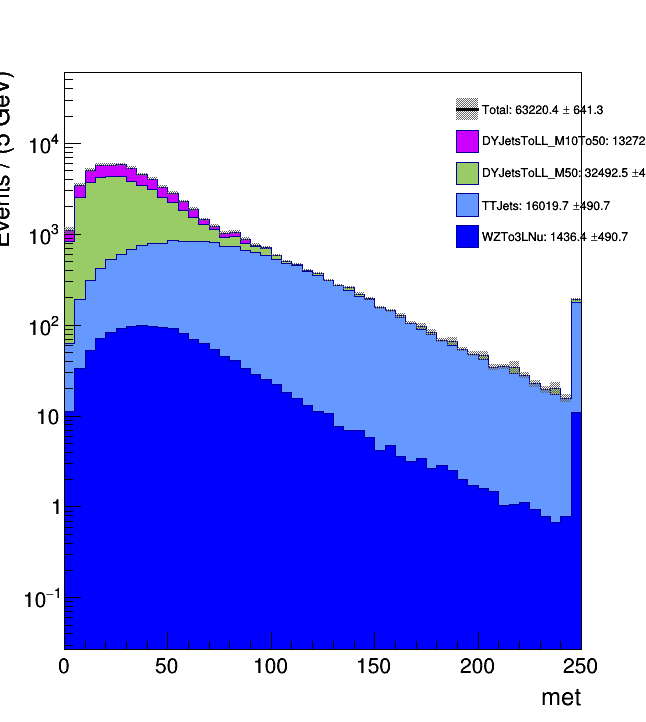 Events / (5 GeV)
Total: 63220.4 ± 641.3
DYJetsToLL_M10To50: 13272
DYJetsToLL_M50: 32492.5 ±4
TTJets: 16019.7 ±490.7
WZTo3LNu: 1436.4 ±490.7
10⁴
10³
10²
10
1
10⁻¹
0 50 100 150 200 250
met